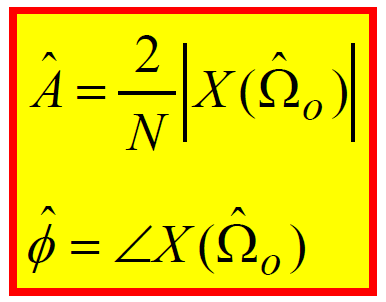 Â = 2/N |X(Ω̂ₒ)|
ϕ̂ = ∠X(Ω̂ₒ)